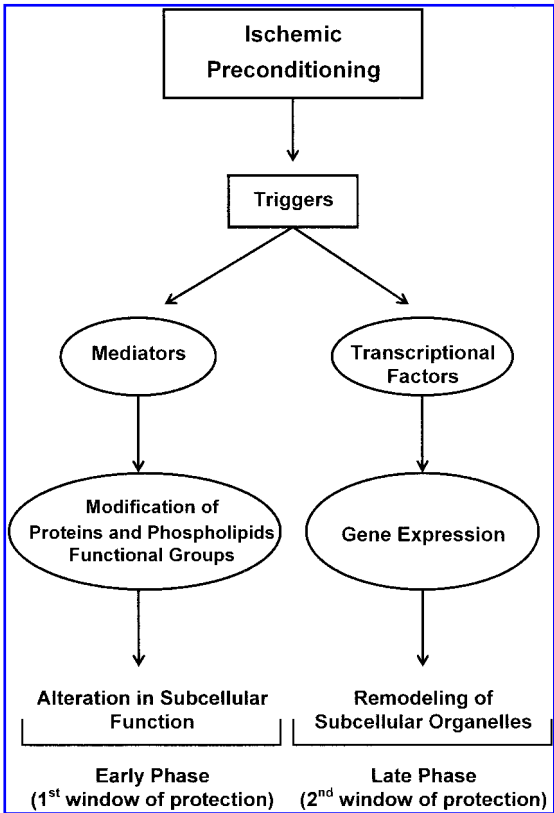 Ischemic
Preconditioning
Triggers
Mediators
Transcriptional
Factors
Modification of
Proteins and Phospholipids
Functional Groups
Gene Expression
Alteration in Subcellular
Function
Remodeling of
Subcellular Organelles
Early Phase
(1st window of protection)
Late Phase
(2nd window of protection)